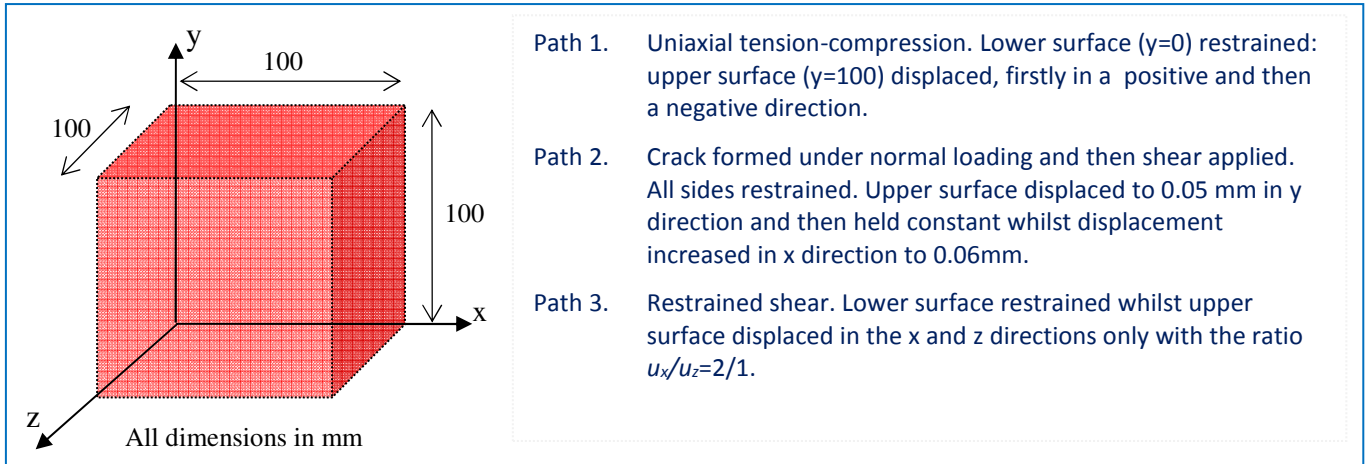 y
100
100
100
x
z
All dimensions in mm
Path 1. Uniaxial tension-compression. Lower surface (y=0) restrained:
upper surface (y=100) displaced, firstly in a positive and then
a negative direction.
Path 2. Crack formed under normal loading and then shear applied.
All sides restrained. Upper surface displaced to 0.05 mm in y
direction and then held constant whilst displacement
increased in x direction to 0.06mm.
Path 3. Restrained shear. Lower surface restrained whilst upper
surface displaced in the x and z directions only with the ratio
uₓ/u_z=2/1.